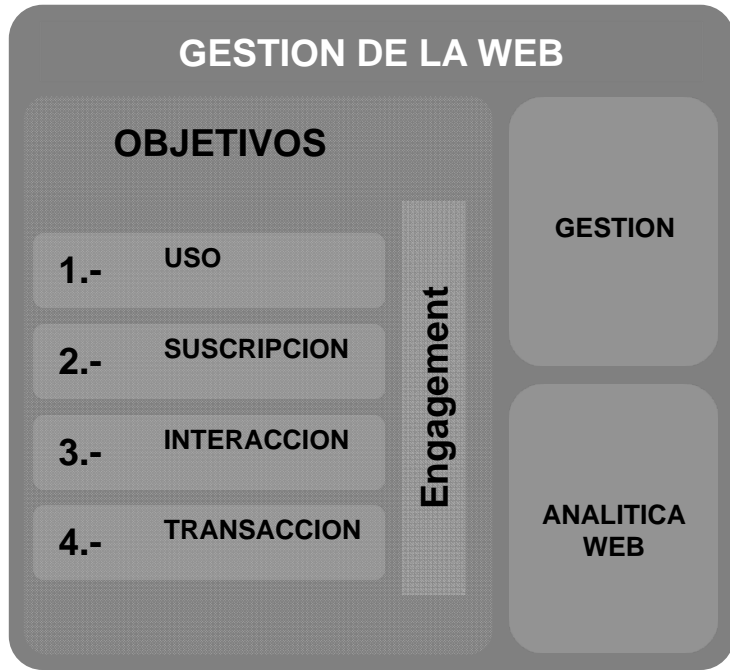 GESTION DE LA WEB
OBJETIVOS
1.- USO
2.- SUSCRIPCION
3.- INTERACCION
4.- TRANSACCION
Engagement
GESTION
ANALITICA
WEB